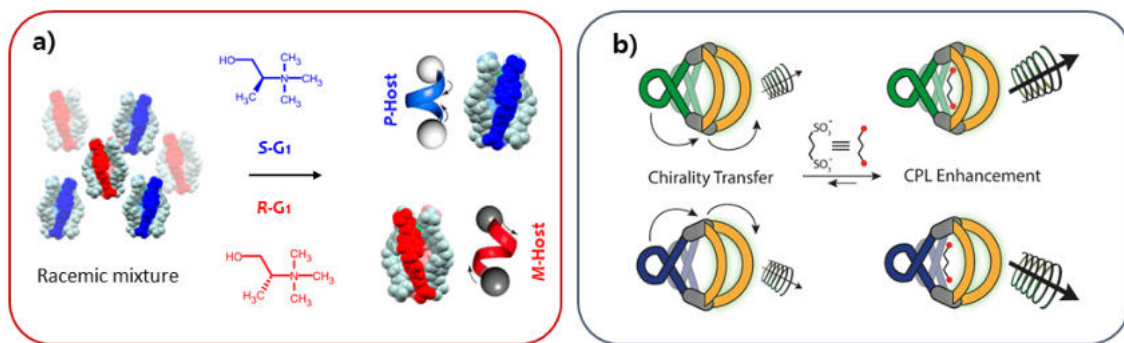 a)
HO
CH₃
N
CH₃
H₃C
CH₃
S-G1
R-G1
HO
CH₃
N
CH₃
H₃C
CH₃
Racemic mixture
P-Host
M-Host
b)
SO₃⁻
SO₃⁻
Chirality Transfer
CPL Enhancement